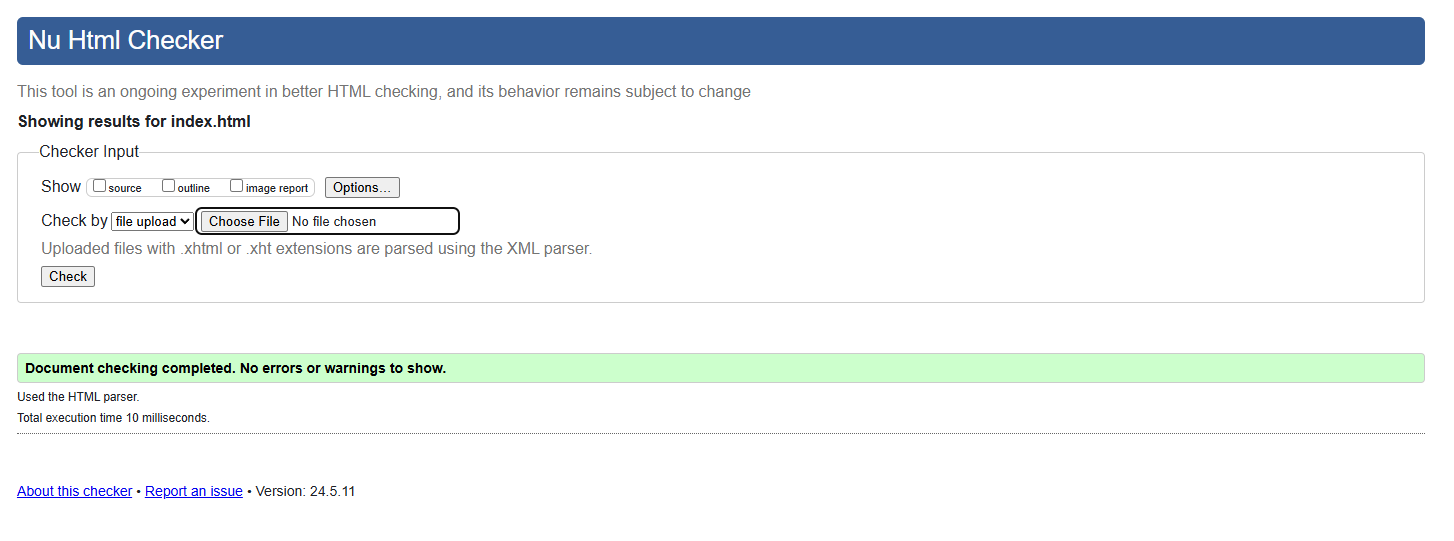 Nu Html Checker
This tool is an ongoing experiment in better HTML checking, and its behavior remains subject to change
Showing results for index.html
Checker Input
Show source outline image report Options...
Check by file upload Choose File No file chosen
Uploaded files with .xhtml or .xht extensions are parsed using the XML parser.
Check
Document checking completed. No errors or warnings to show.
Used the HTML parser.
Total execution time 10 milliseconds.
About this checker • Report an issue • Version: 24.5.11